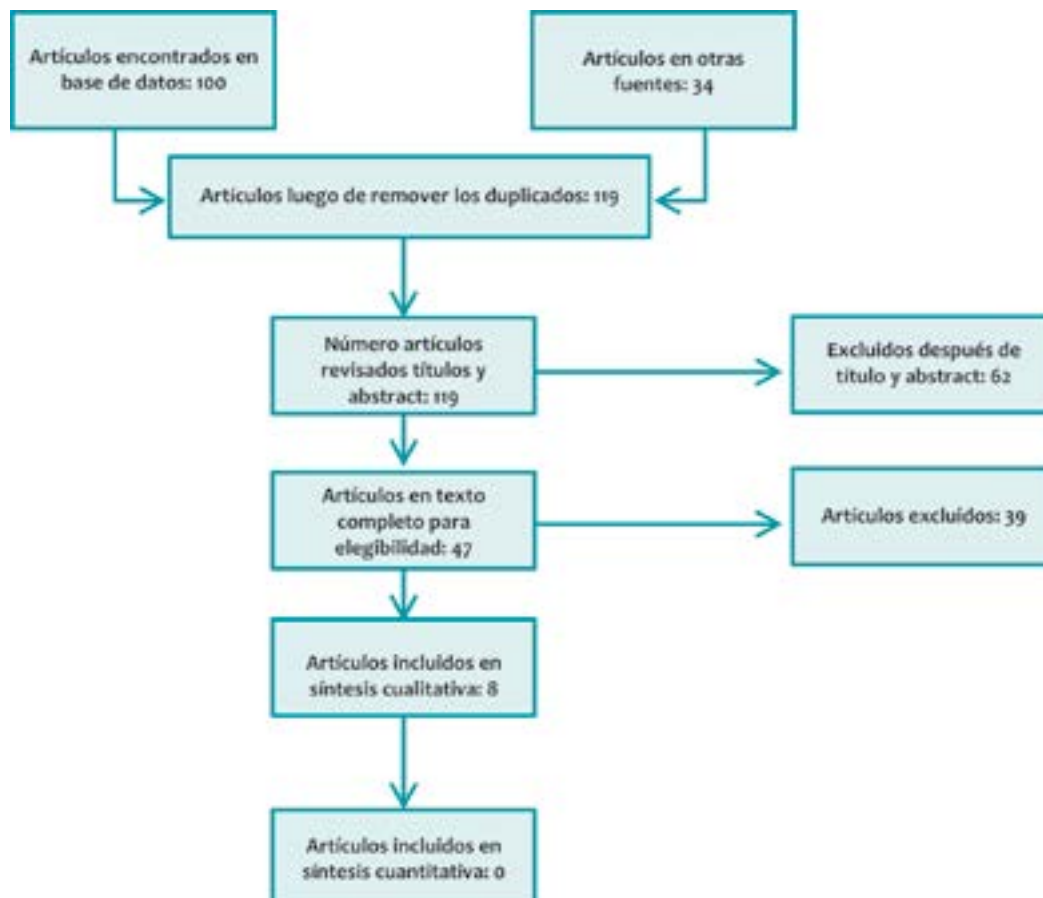 Artículos encontrados en
base de datos: 100
Artículos en otras
fuentes: 34
Artículos luego de remover los duplicados: 119
Número artículos
revisados títulos y
abstract: 119
Excluidos después de
título y abstract: 62
Artículos en texto
completo para
elegibilidad: 47
Artículos excluidos: 39
Artículos incluidos en
síntesis cualitativa: 8
Artículos incluidos en
síntesis cuantitativa: 0